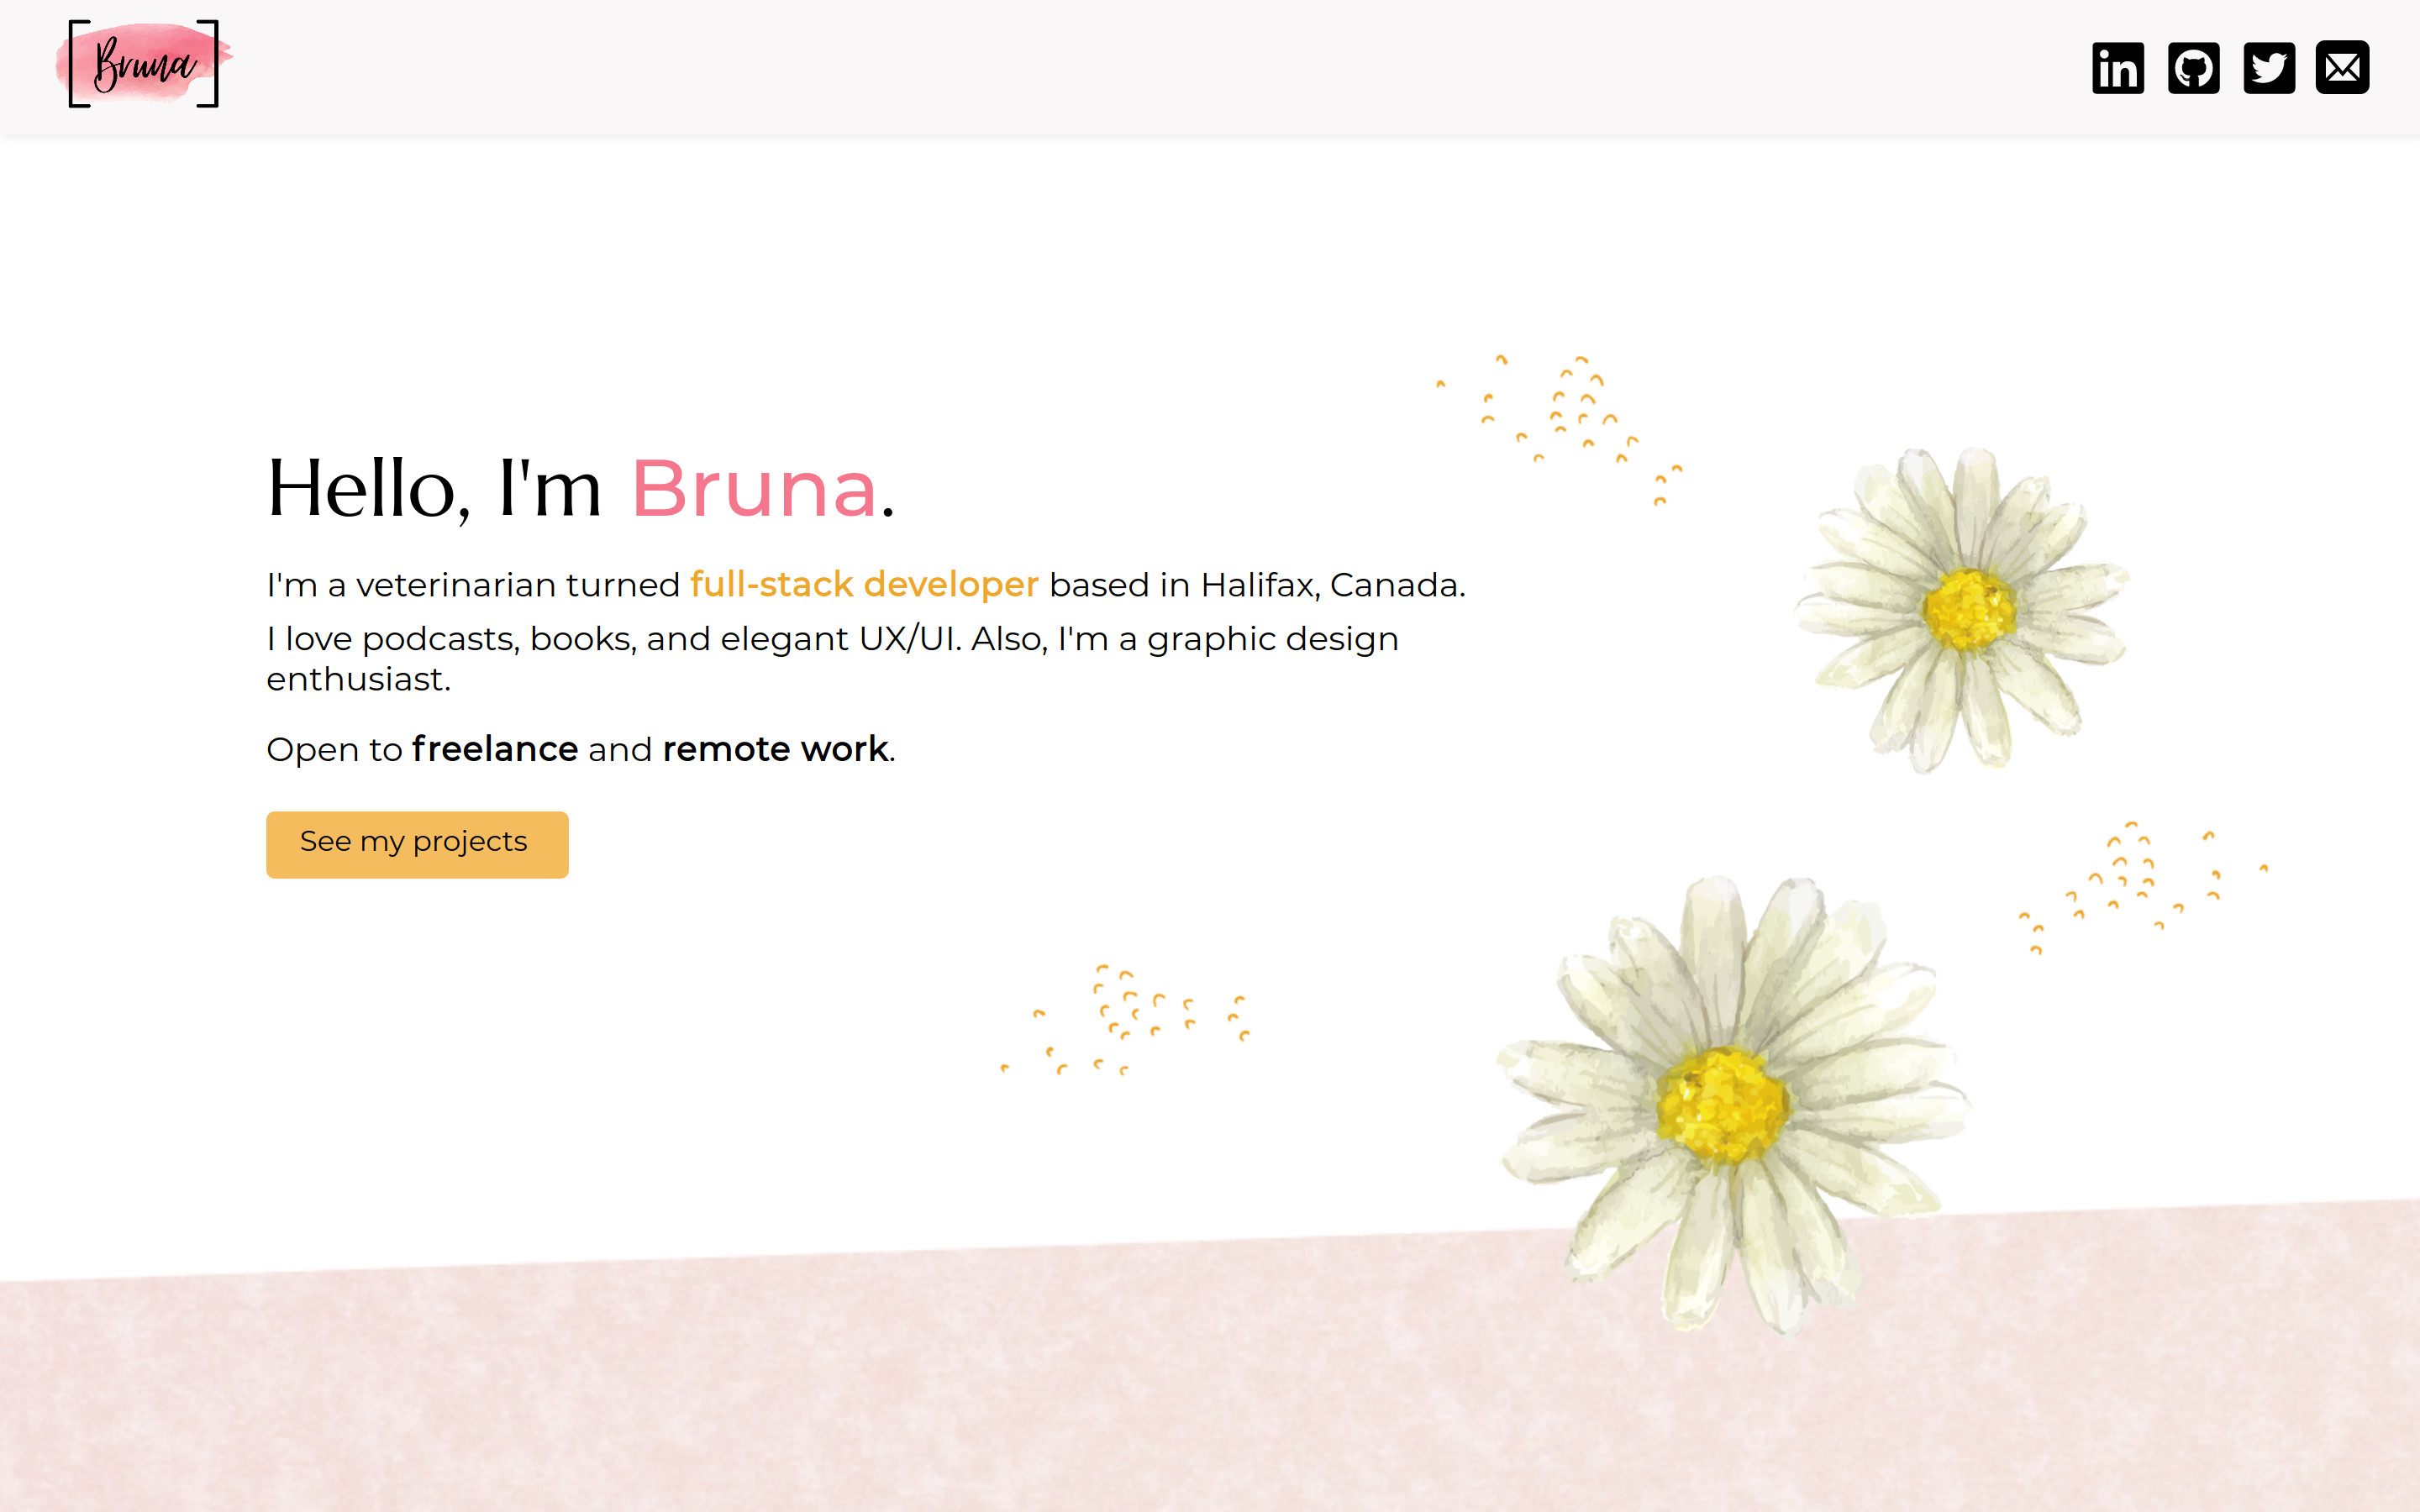 Bruna
in
Hello, I'm Bruna.
I'm a veterinarian turned full-stack developer based in Halifax, Canada.
I love podcasts, books, and elegant UX/UI. Also, I'm a graphic design
enthusiast.
Open to freelance and remote work.
See my projects